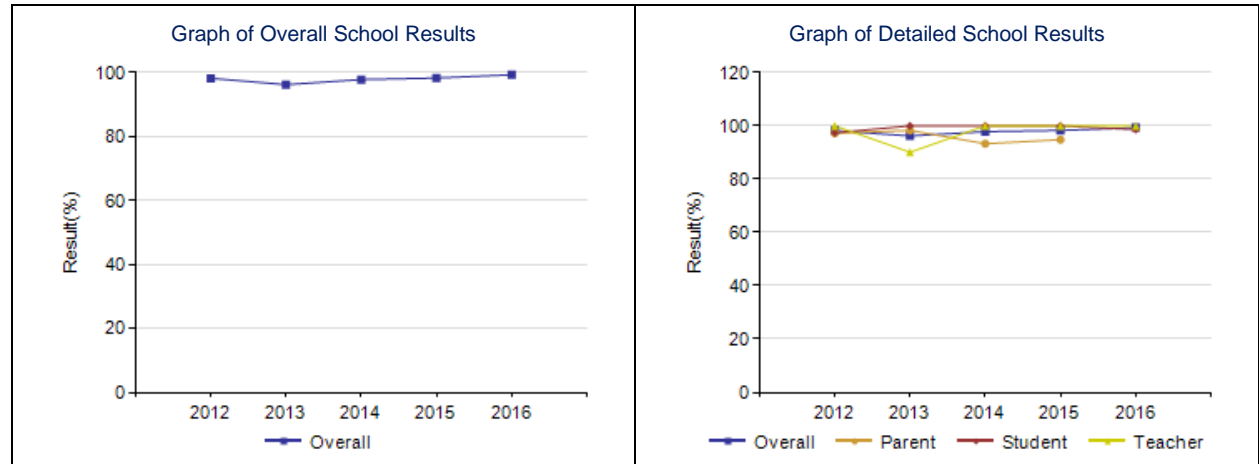 Graph of Overall School Results
100
80
60
40
20
0
Result(%)
2012 2013 2014 2015 2016
Overall
Graph of Detailed School Results
120
100
80
60
40
20
0
Result(%)
2012 2013 2014 2015 2016
Overall Parent Student Teacher